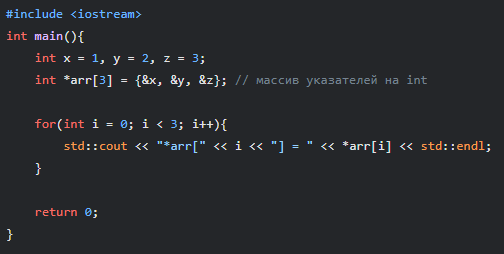 #include <iostream>
int main(){
    int x = 1, y = 2, z = 3;
    int *arr[3] = {&x, &y, &z}; // массив указателей на int

    for(int i = 0; i < 3; i++){
        std::cout << "*arr[" << i << "] = " << *arr[i] << std::endl;
    }

    return 0;
}